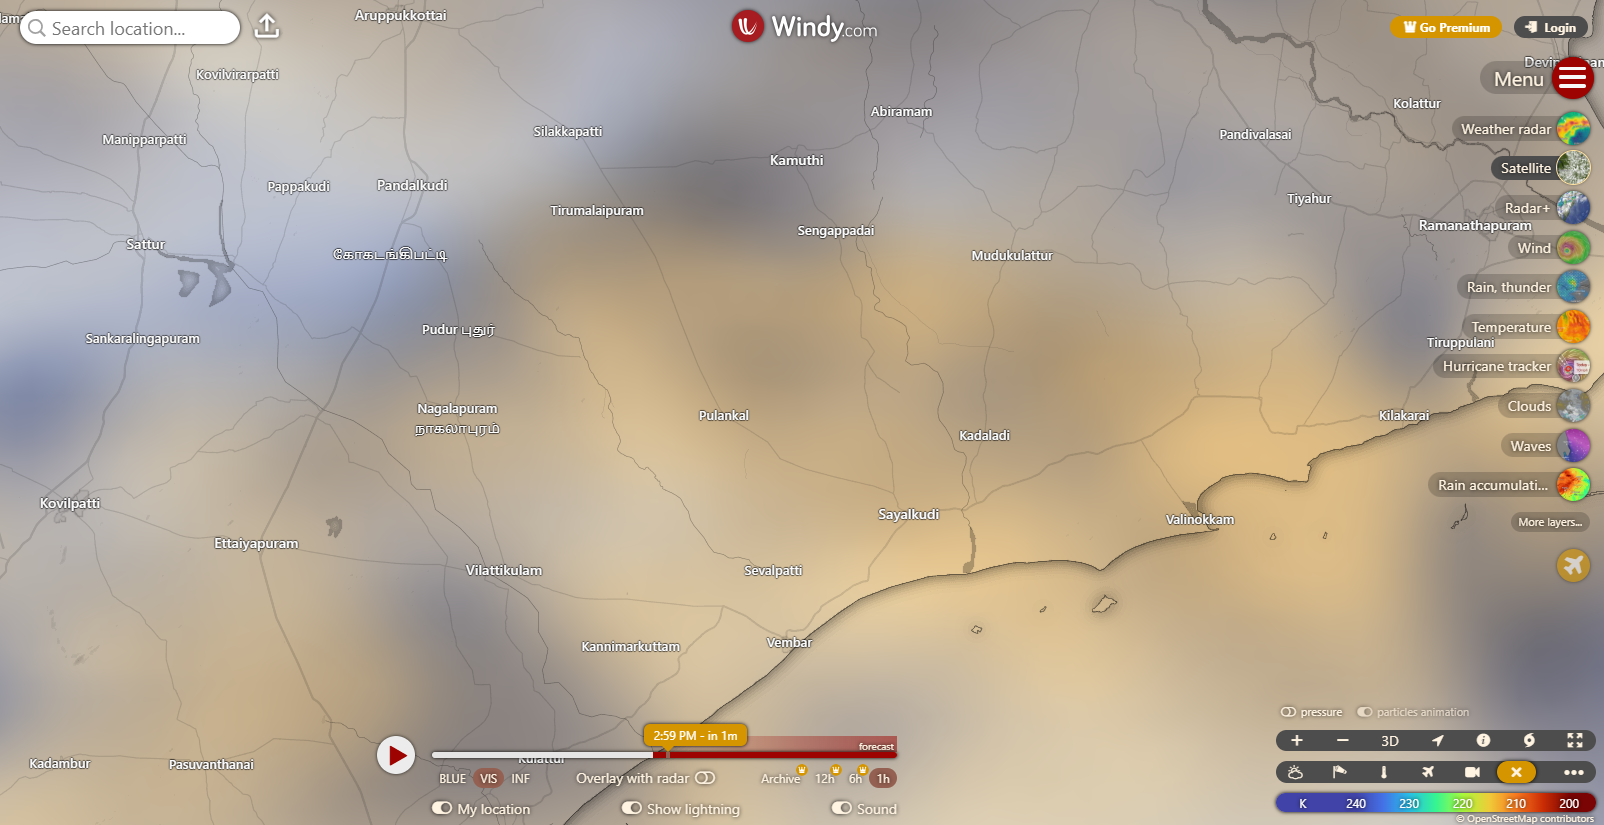 Aruppukkottai
Search location...
Windy.com
Go Premium
Login
Menu
Kovilvirarpatti
Abiramam
Kolattur
Weather radar
Silakkapatti
Pandivalasai
Manipparpatti
Kamuthi
Satellite
Pappakudi
Pandalkudi
Tiyahur
Tirumalaipuram
Radar+
Sengappadai
Ramanathapuram
Sattur
கோகடங்கிபட்டி
Mudukulattur
Wind
Rain, thunder
Pudur புதுர்
Temperature
Sankaralingapuram
Tiruppulani
Hurricane tracker
Nagalapuram
நாகலாபுரம்
Pulankal
Kilakarai
Clouds
Kadaladi
Waves
Kovilpatti
Rain accumulati...
Sayalkudi
Valinokkam
More layers...
Ettaiyapuram
Vilattikulam
Sevalpatti
Kannimarkuttam
Vembar
pressure
particles animation
2:59 PM - in 1m
forecast
3D
Kadambur
Pasuvanthanai
Kulattur
BLUE VIS INF
Overlay with radar
Archive 12h 6h 1h
My location
Show lightning
Sound
K 240 230 220 210 200
© OpenStreetMap contributors